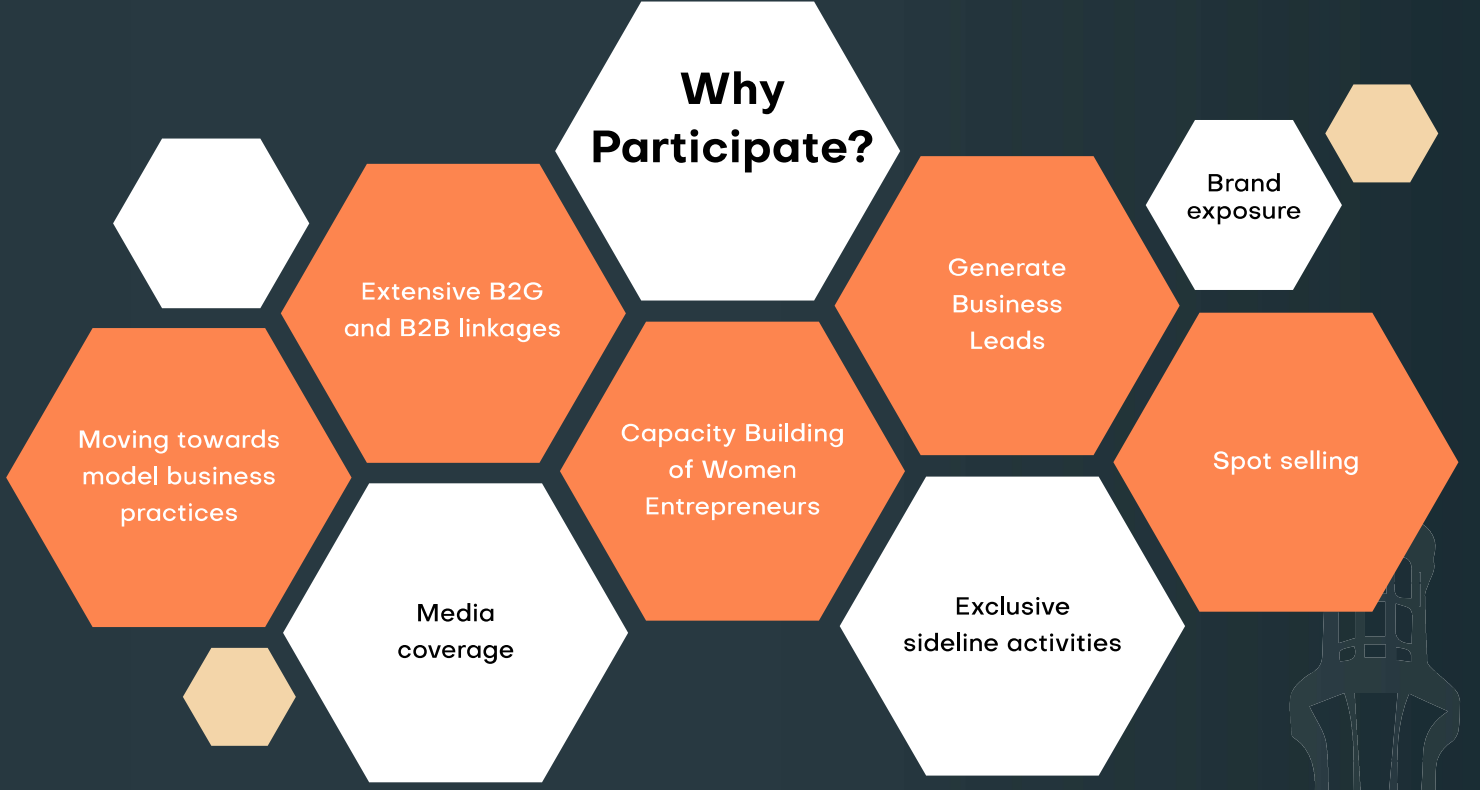 Why
Participate?
Brand
exposure
Extensive B2G
and B2B linkages
Generate
Business
Leads
Moving towards
model business
practices
Capacity Building
of Women
Entrepreneurs
Spot selling
Media
coverage
Exclusive
sideline activities